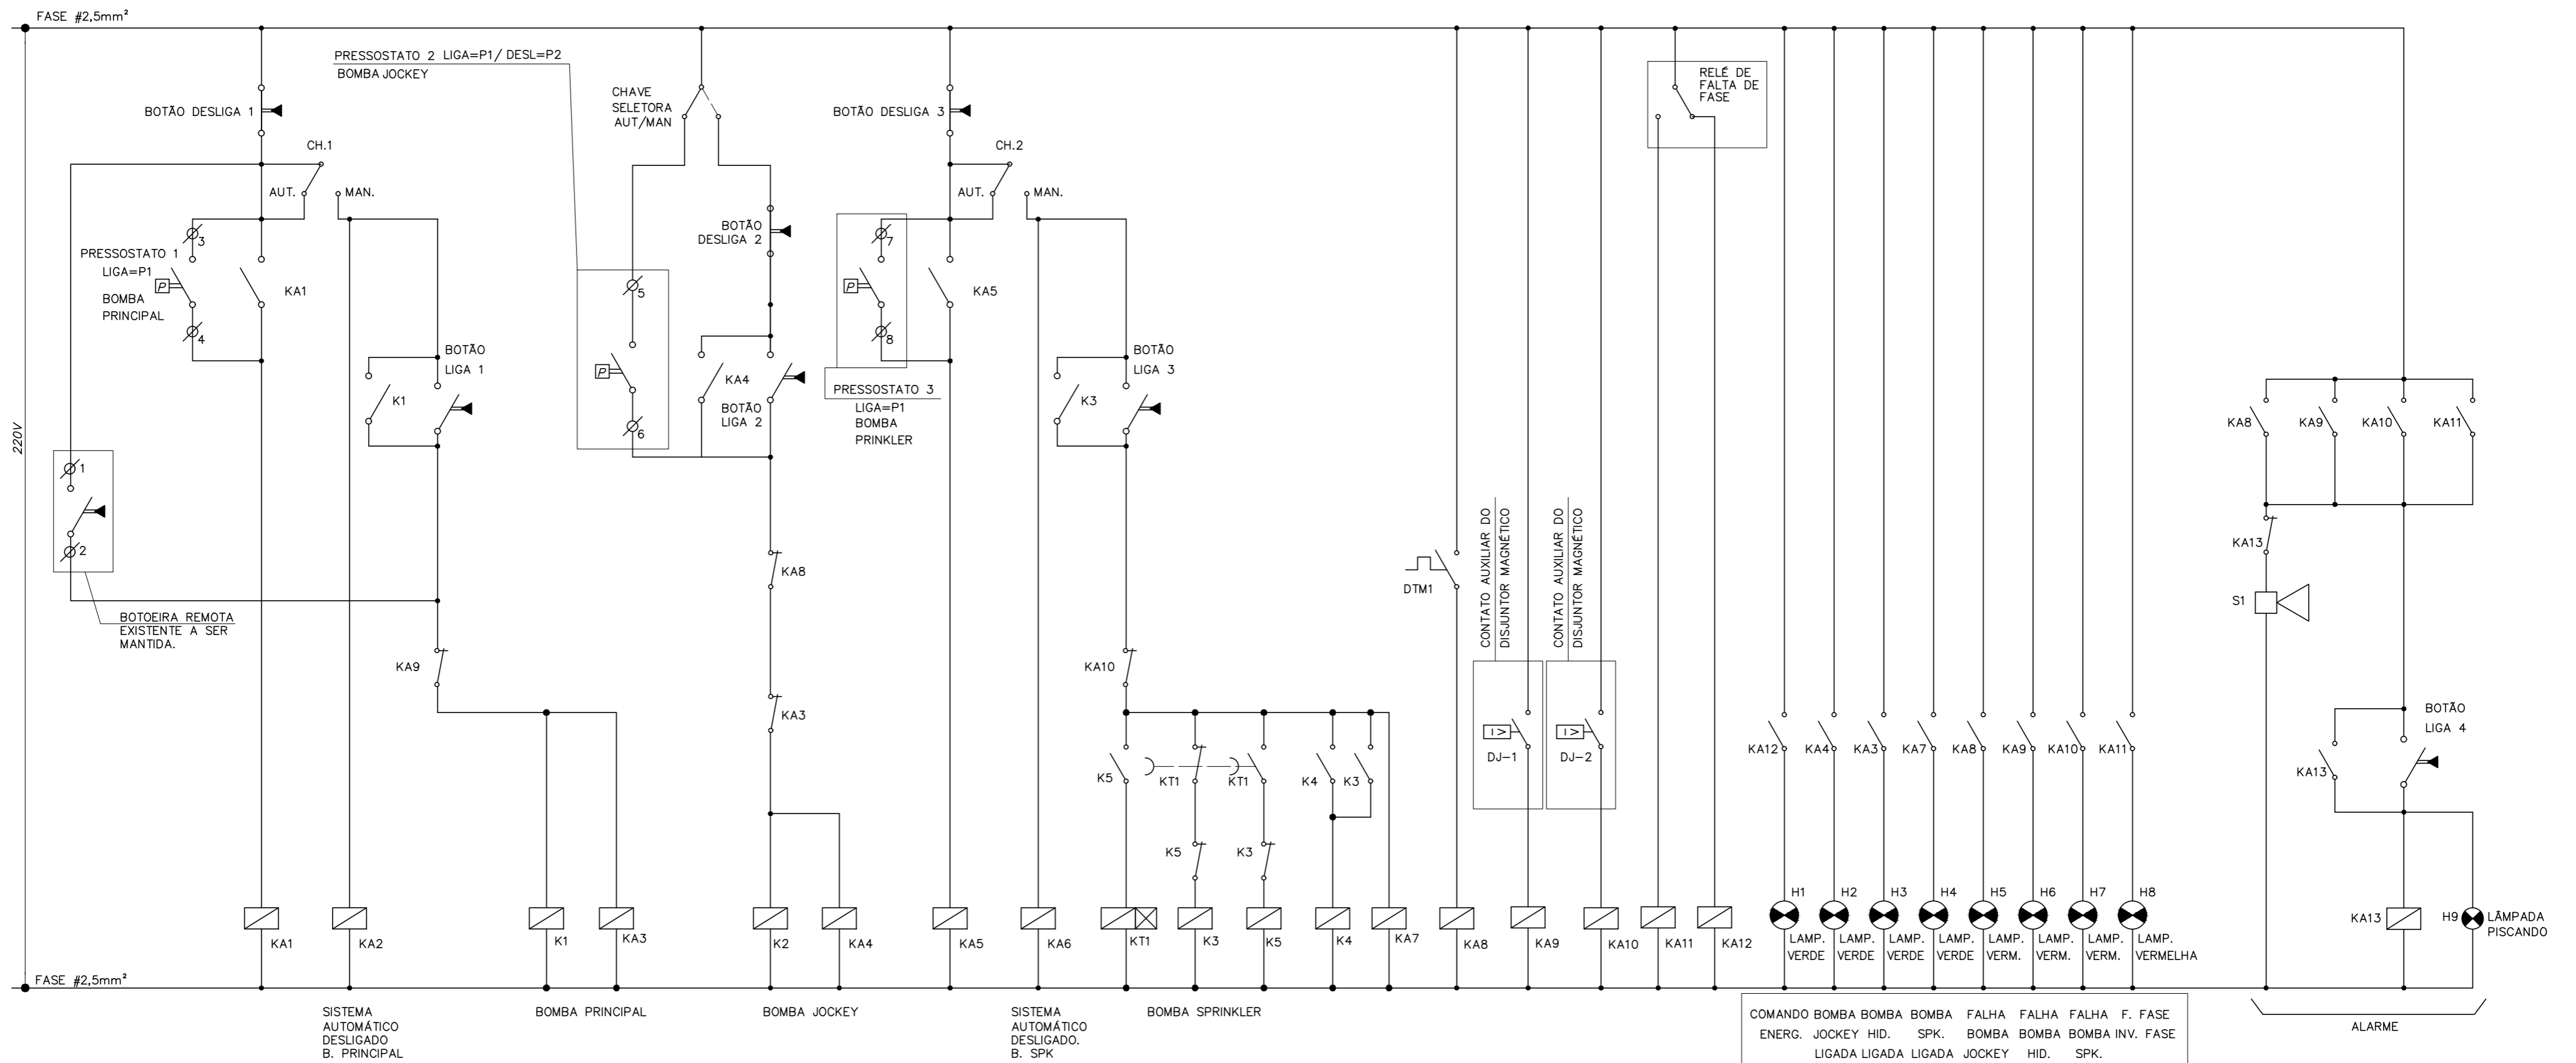 FASE #2,5mm²
220V
BOTÃO DESLIGA 1
CH.1
AUT.
MAN.
3
PRESSOSTATO 1
LIGA=P1
P
BOMBA
PRINCIPAL
4
KA1
BOTÃO
LIGA 1
K1
1
2
BOTOEIRA REMOTA
EXISTENTE A SER
MANTIDA.
KA9
PRESSOSTATO 2 LIGA=P1/ DESL=P2
BOMBA JOCKEY
CHAVE
SELETORA
AUT/MAN
BOTÃO
DESLIGA 2
5
P
6
KA4
BOTÃO
LIGA 2
KA8
KA3
BOTÃO DESLIGA 3
CH.2
AUT.
MAN.
7
P
8
KA5
PRESSOSTATO 3
LIGA=P1
BOMBA
PRINKLER
BOTÃO
LIGA 3
K3
KA10
K5
KT1
KT1
K4
K3
K5
K3
DTM1
CONTATO AUXILIAR DO
DISJUNTOR MAGNÉTICO
I>
DJ-1
CONTATO AUXILIAR DO
DISJUNTOR MAGNÉTICO
I>
DJ-2
RELÉ DE
FALTA DE
FASE
KA12
KA4
KA3
KA7
KA8
KA9
KA10
KA11
KA8
KA9
KA10
KA11
KA13
S1
BOTÃO
LIGA 4
KA13
KA1
KA2
K1
KA3
K2
KA4
KA5
KA6
KT1
K3
K5
K4
KA7
KA8
KA9
KA10
KA11
KA12
H1
H2
H3
H4
H5
H6
H7
H8
LAMP.
VERDE
LAMP.
VERDE
LAMP.
VERDE
LAMP.
VERDE
LAMP.
VERM.
LAMP.
VERM.
LAMP.
VERM.
LAMP.
VERMELHA
KA13
H9
LÂMPADA
PISCANDO
FASE #2,5mm²
SISTEMA
AUTOMÁTICO
DESLIGADO
B. PRINCIPAL
BOMBA PRINCIPAL
BOMBA JOCKEY
SISTEMA
AUTOMÁTICO
DESLIGADO.
B. SPK
BOMBA SPRINKLER
COMANDO BOMBA BOMBA BOMBA FALHA FALHA FALHA F. FASE
ENERG. JOCKEY HID. SPK. BOMBA BOMBA BOMBA INV. FASE
LIGADA LIGADA LIGADA JOCKEY HID. SPK.
ALARME